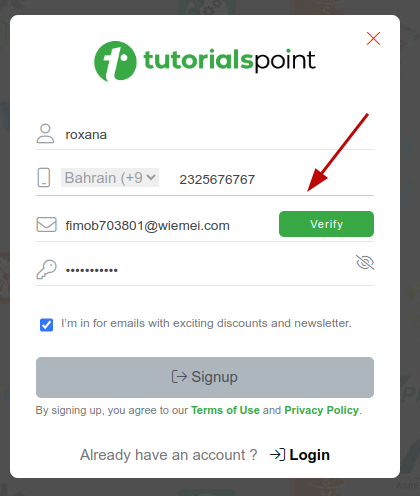 tutorialspoint
roxana
Bahrain (+9 2325676767
fimob703801@wiemei.com Verify
•••••••••••
I'm in for emails with exciting discounts and newsletter.
Signup
By signing up, you agree to our Terms of Use and Privacy Policy.
Already have an account ? Login